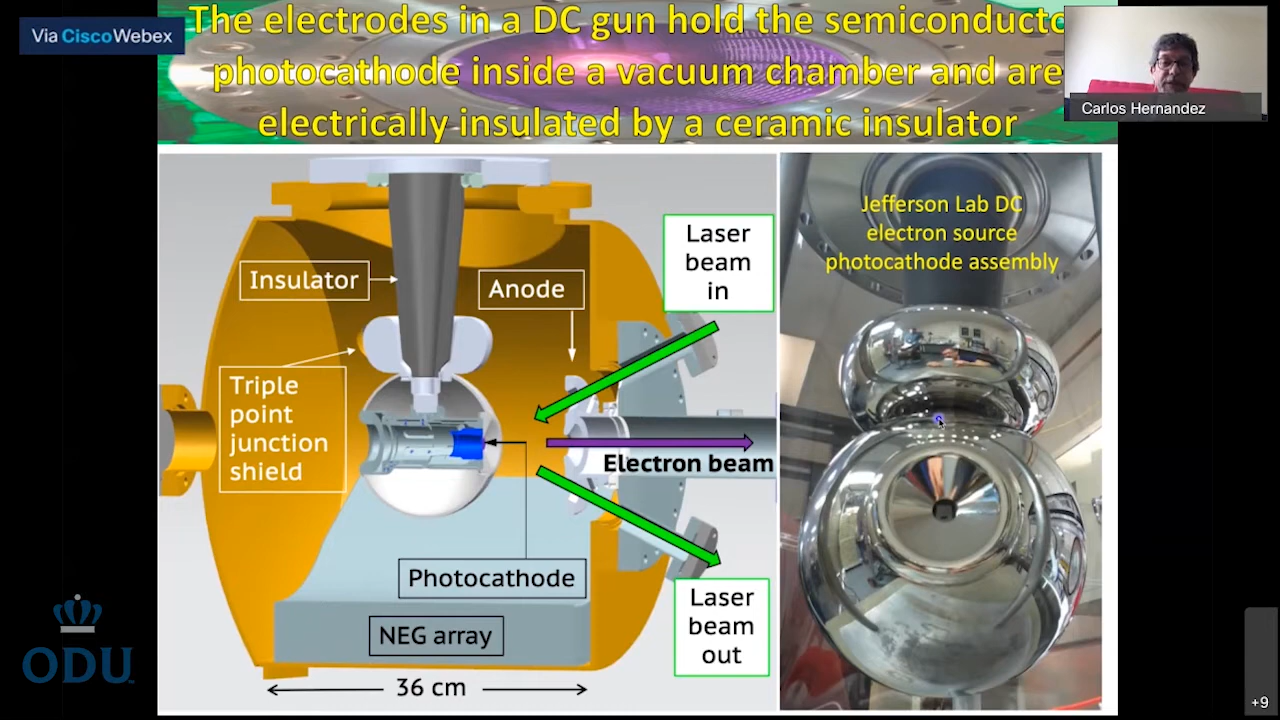 Via CiscoWebex
The electrodes in a DC gun hold the
photocathode inside a vacuum chamber and are
electrically insulated by a ceramic insulator
Carlos Hernandez
Insulator
Anode
Laser
beam
in
Triple
point
junction
shield
Electron beam
Photocathode
NEG array
Laser
beam
out
36 cm
Jefferson Lab DC
electron source
photocathode assembly
ODU
+9